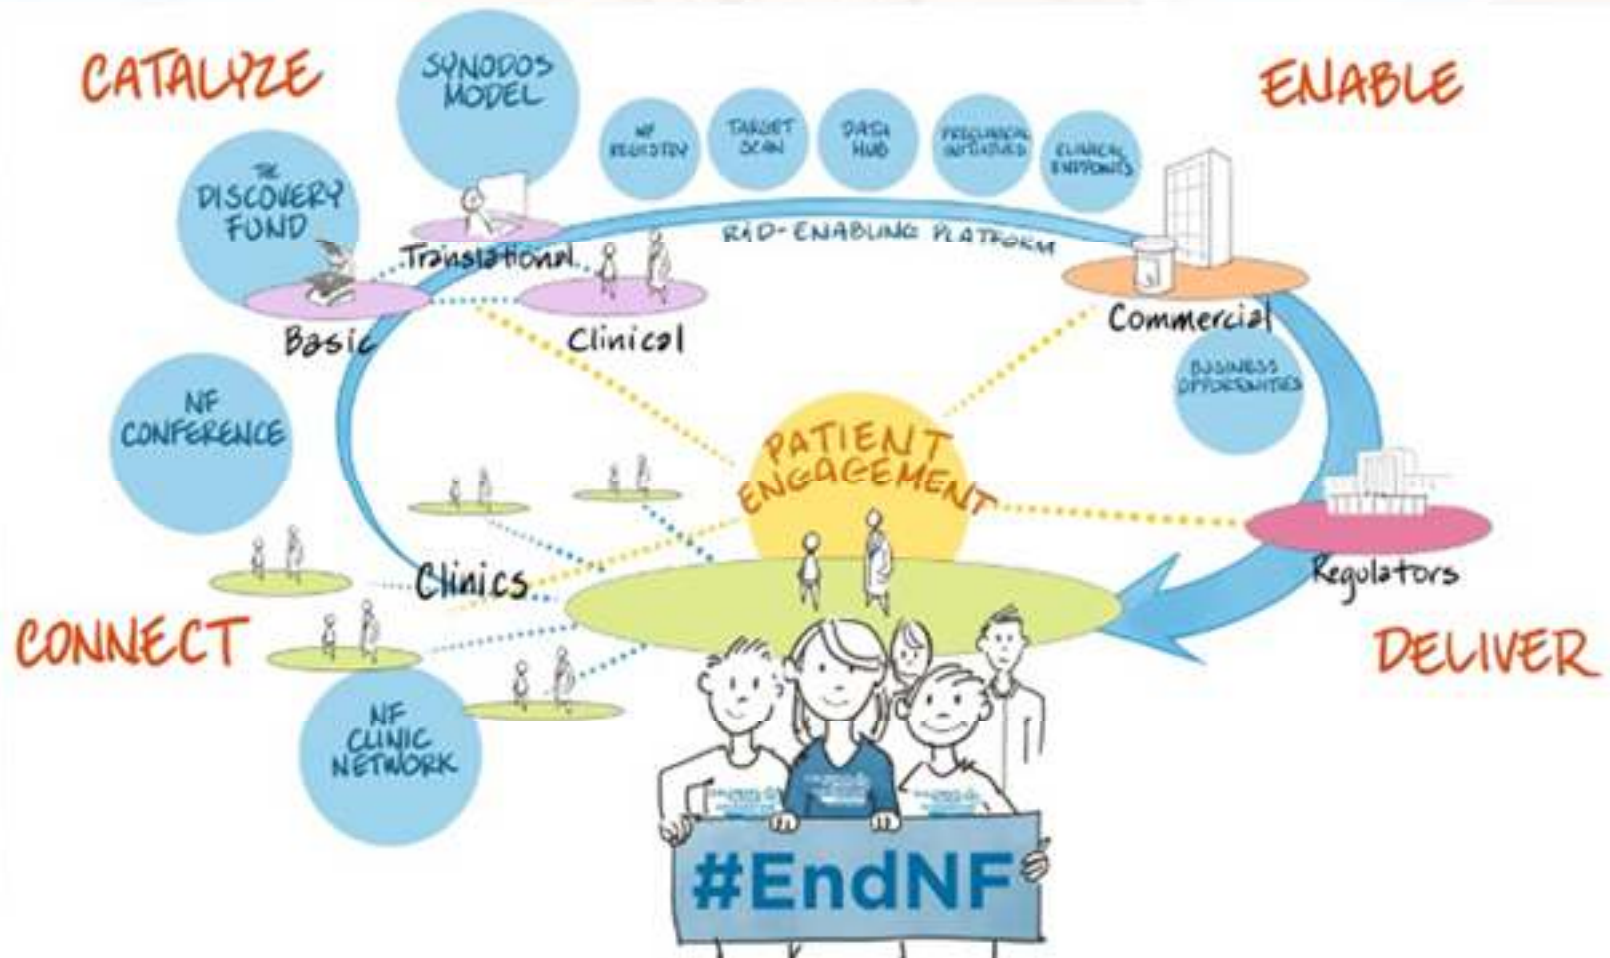 CATALYZE
SYNODOS
MODEL
ENABLE
NF
REGISTRY
TARGET
SCAN
DATA
HUB
PRECLINICAL
INITIATIVES
CLINICAL
ENDPOINTS
THE
DISCOVERY
FUND
R&D-ENABLING PLATFORM
Translational
Basic
Clinical
Commercial
BUSINESS
OPPORTUNITIES
NF
CONFERENCE
PATIENT
ENGAGEMENT
Clinics
Regulators
CONNECT
DELIVER
NF
CLINIC
NETWORK
#EndNF